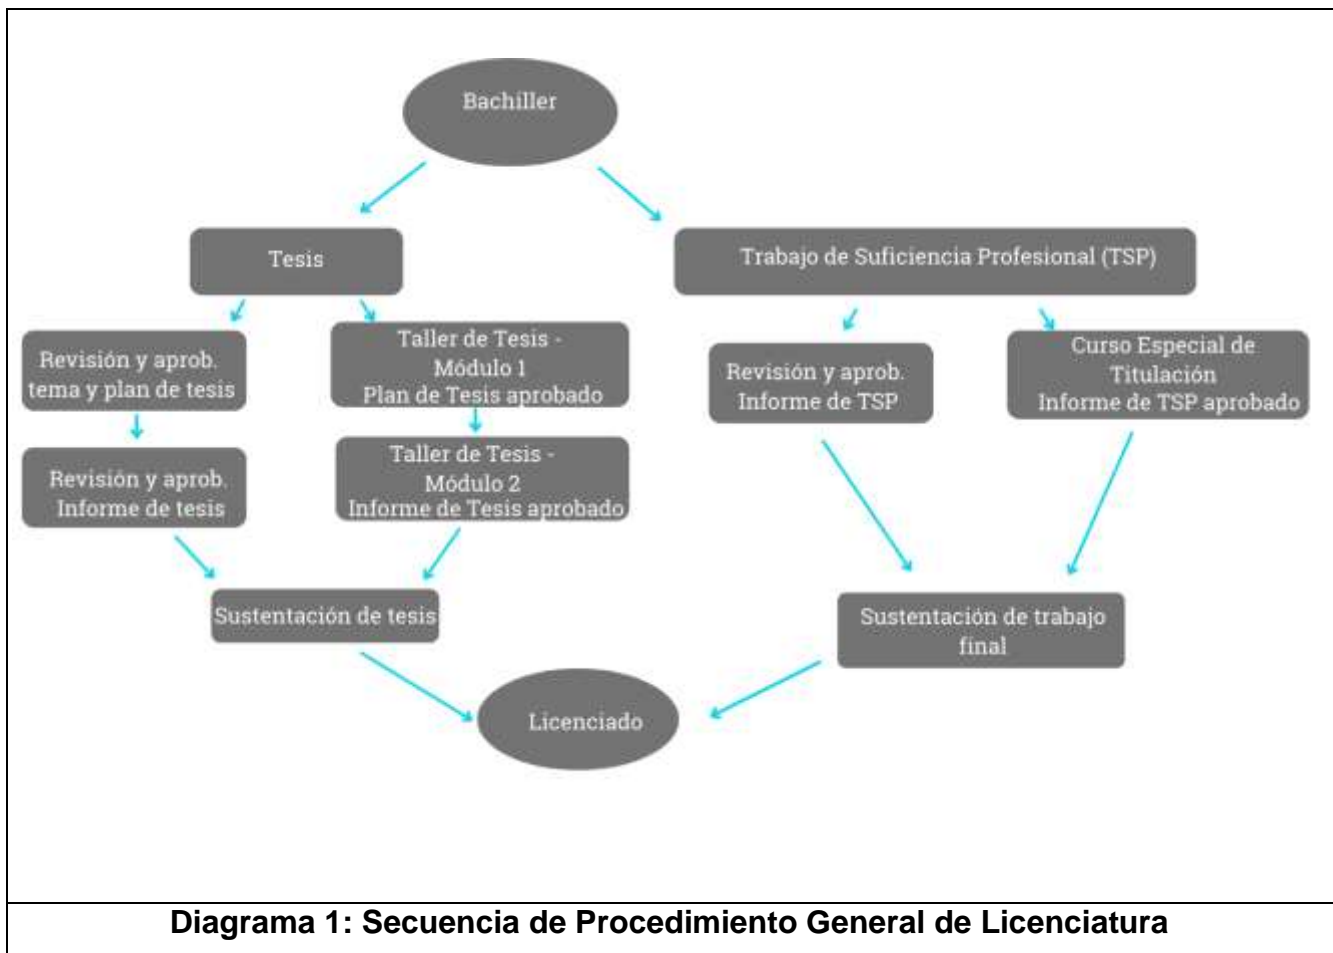 Bachiller
Tesis
Trabajo de Suficiencia Profesional (TSP)
Revisión y aprob.
tema y plan de tesis
Taller de Tesis -
Módulo 1
Plan de Tesis aprobado
Revisión y aprob.
Informe de TSP
Curso Especial de
Titulación
Informe de TSP aprobado
Revisión y aprob.
Informe de tesis
Taller de Tesis -
Módulo 2
Informe de Tesis aprobado
Sustentación de tesis
Sustentación de trabajo
final
Licenciado
Diagrama 1: Secuencia de Procedimiento General de Licenciatura